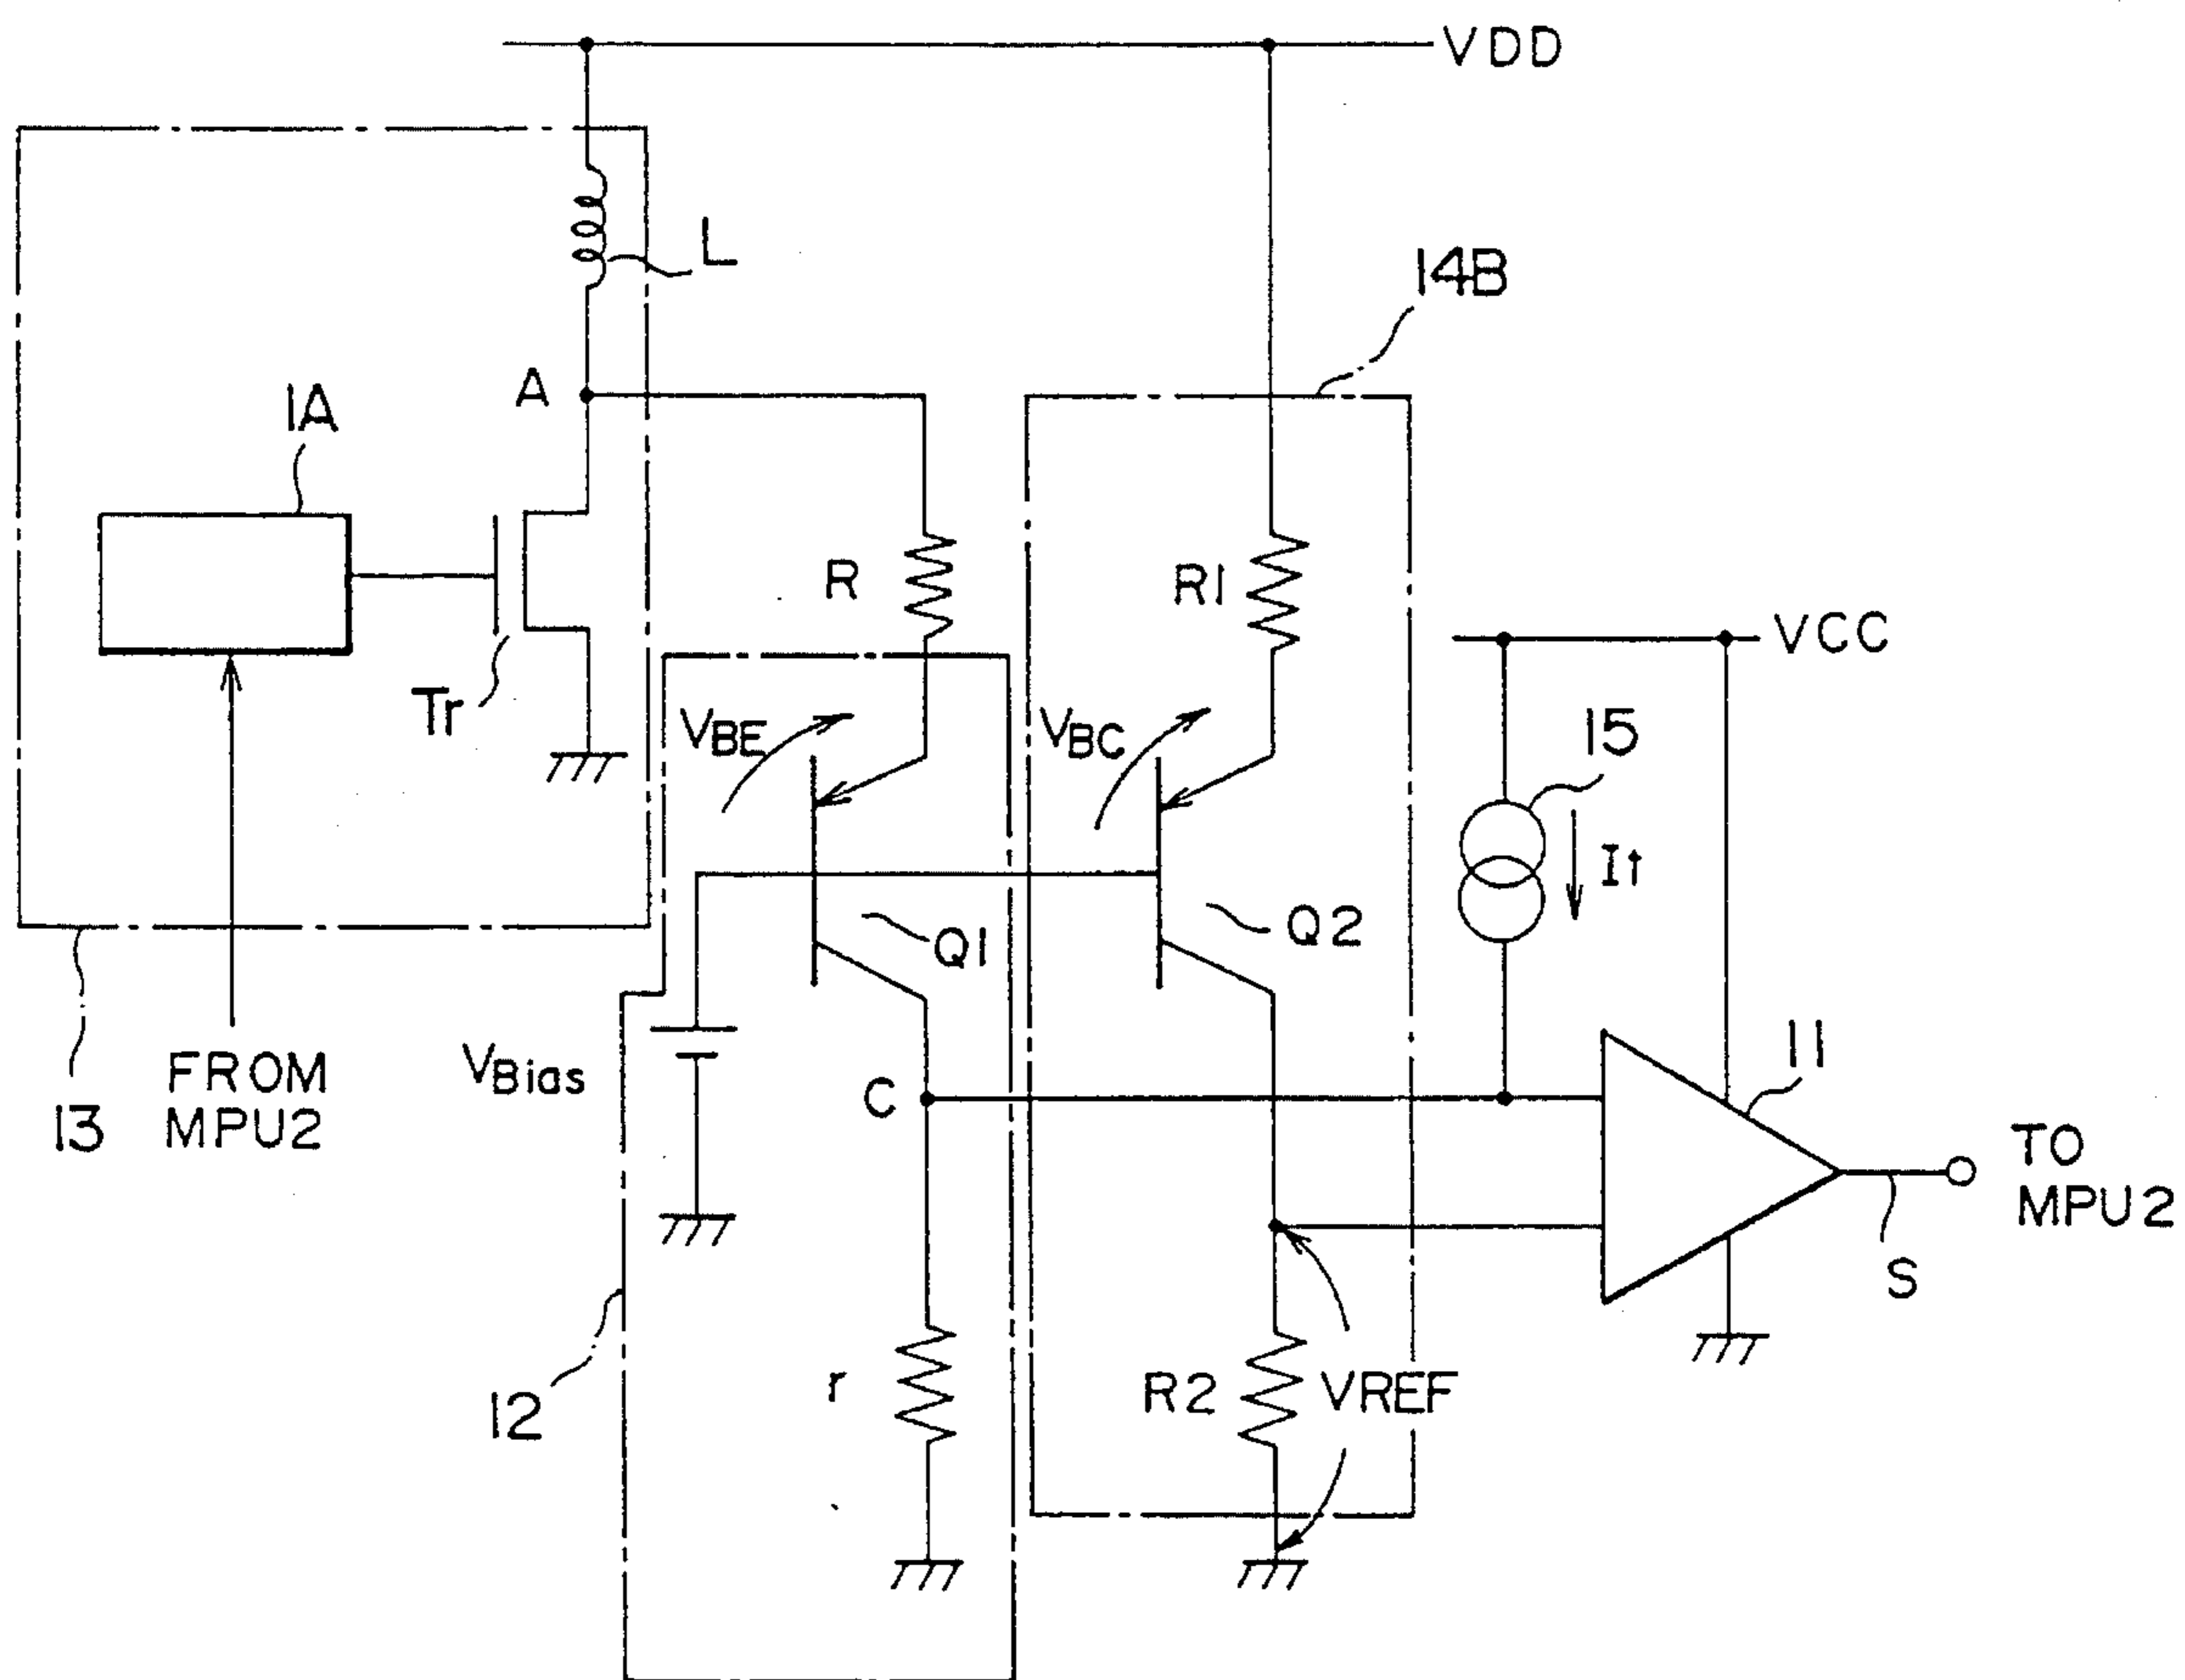 VDD
L
14B
A
1A
R
R1
VCC
Tr
VBE
VBC
15
It
Q1
Q2
VBias
C
11
FROM
MPU2
13
TO
MPU2
S
12
r
R2
VREF